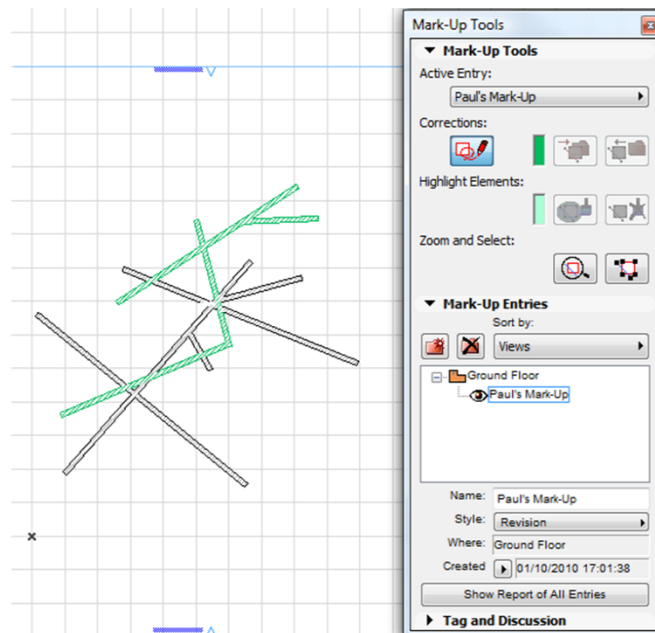 Mark-Up Tools
Mark-Up Tools
Active Entry:
Paul's Mark-Up
Corrections:
Highlight Elements:
Zoom and Select:
Mark-Up Entries
Sort by:
Views
Ground Floor
Paul's Mark-Up
Name: Paul's Mark-Up
Style: Revision
Where: Ground Floor
Created 01/10/2010 17:01:38
Show Report of All Entries
Tag and Discussion